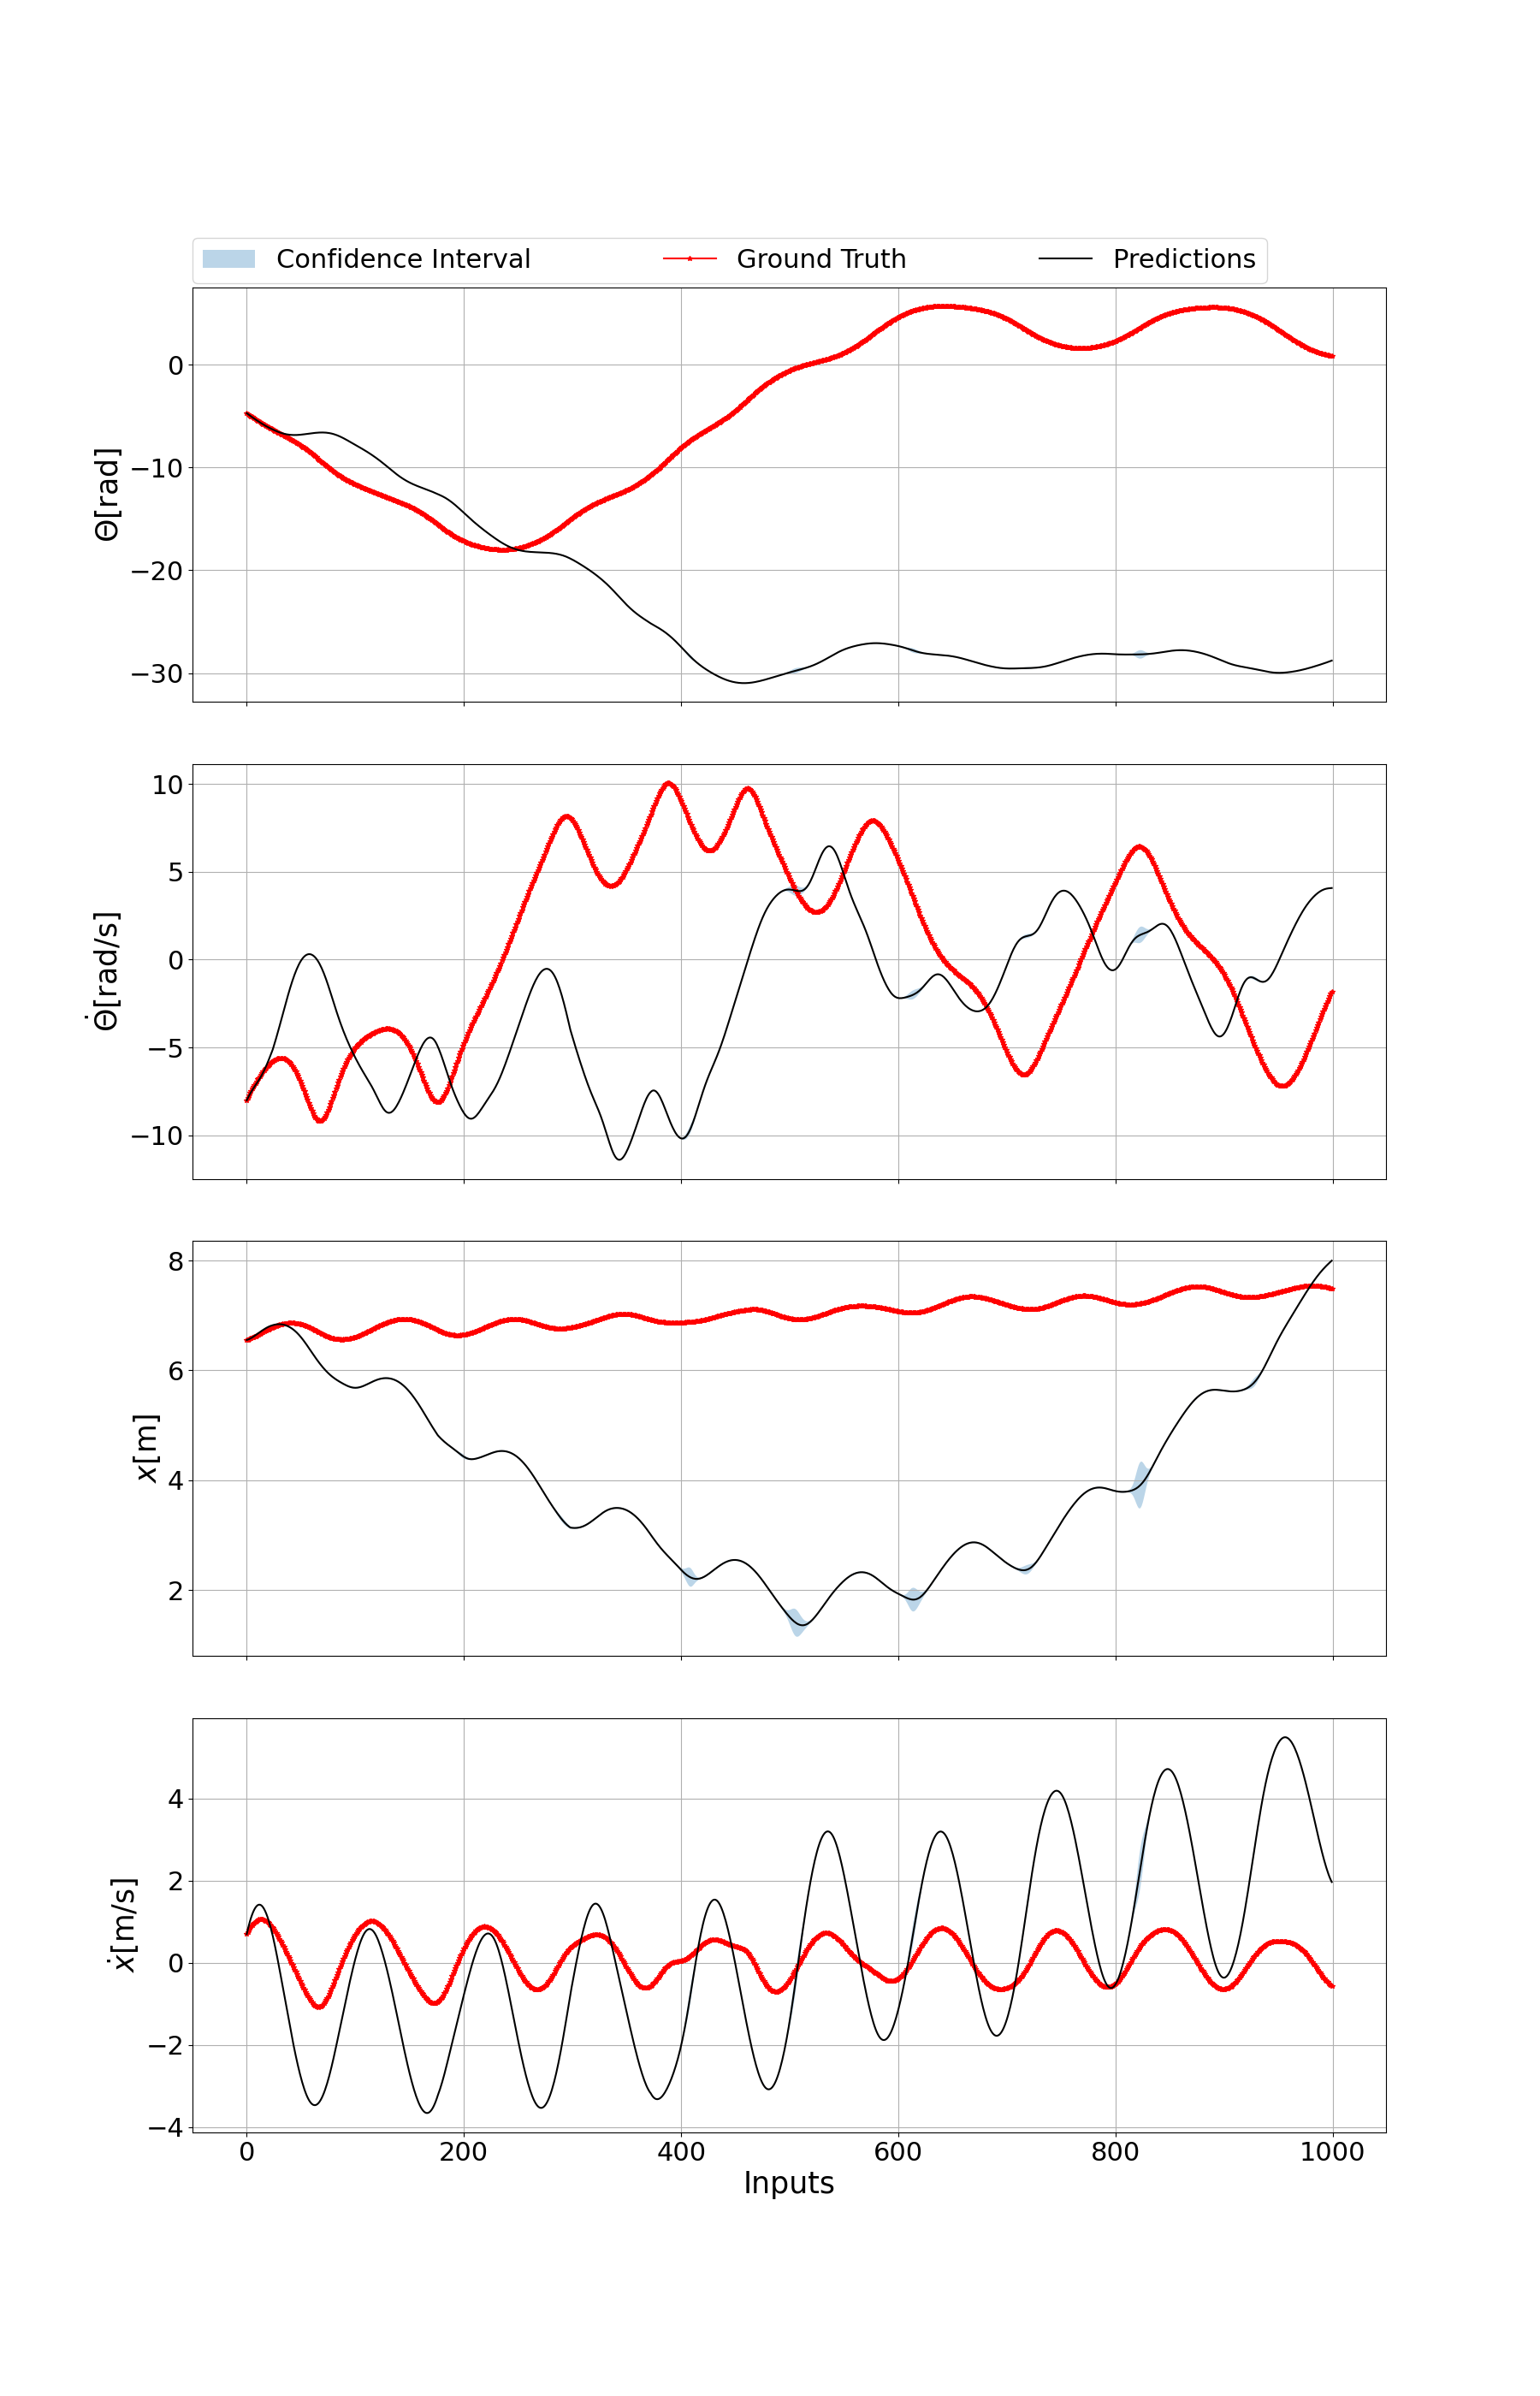 Confidence Interval Ground Truth Predictions
0
−10
−20
−30
Θ[rad]
10
5
0
−5
−10
Θ̇[rad/s]
8
6
4
2
x[m]
4
2
0
−2
−4
ẋ[m/s]
0 200 400 600 800 1000
Inputs